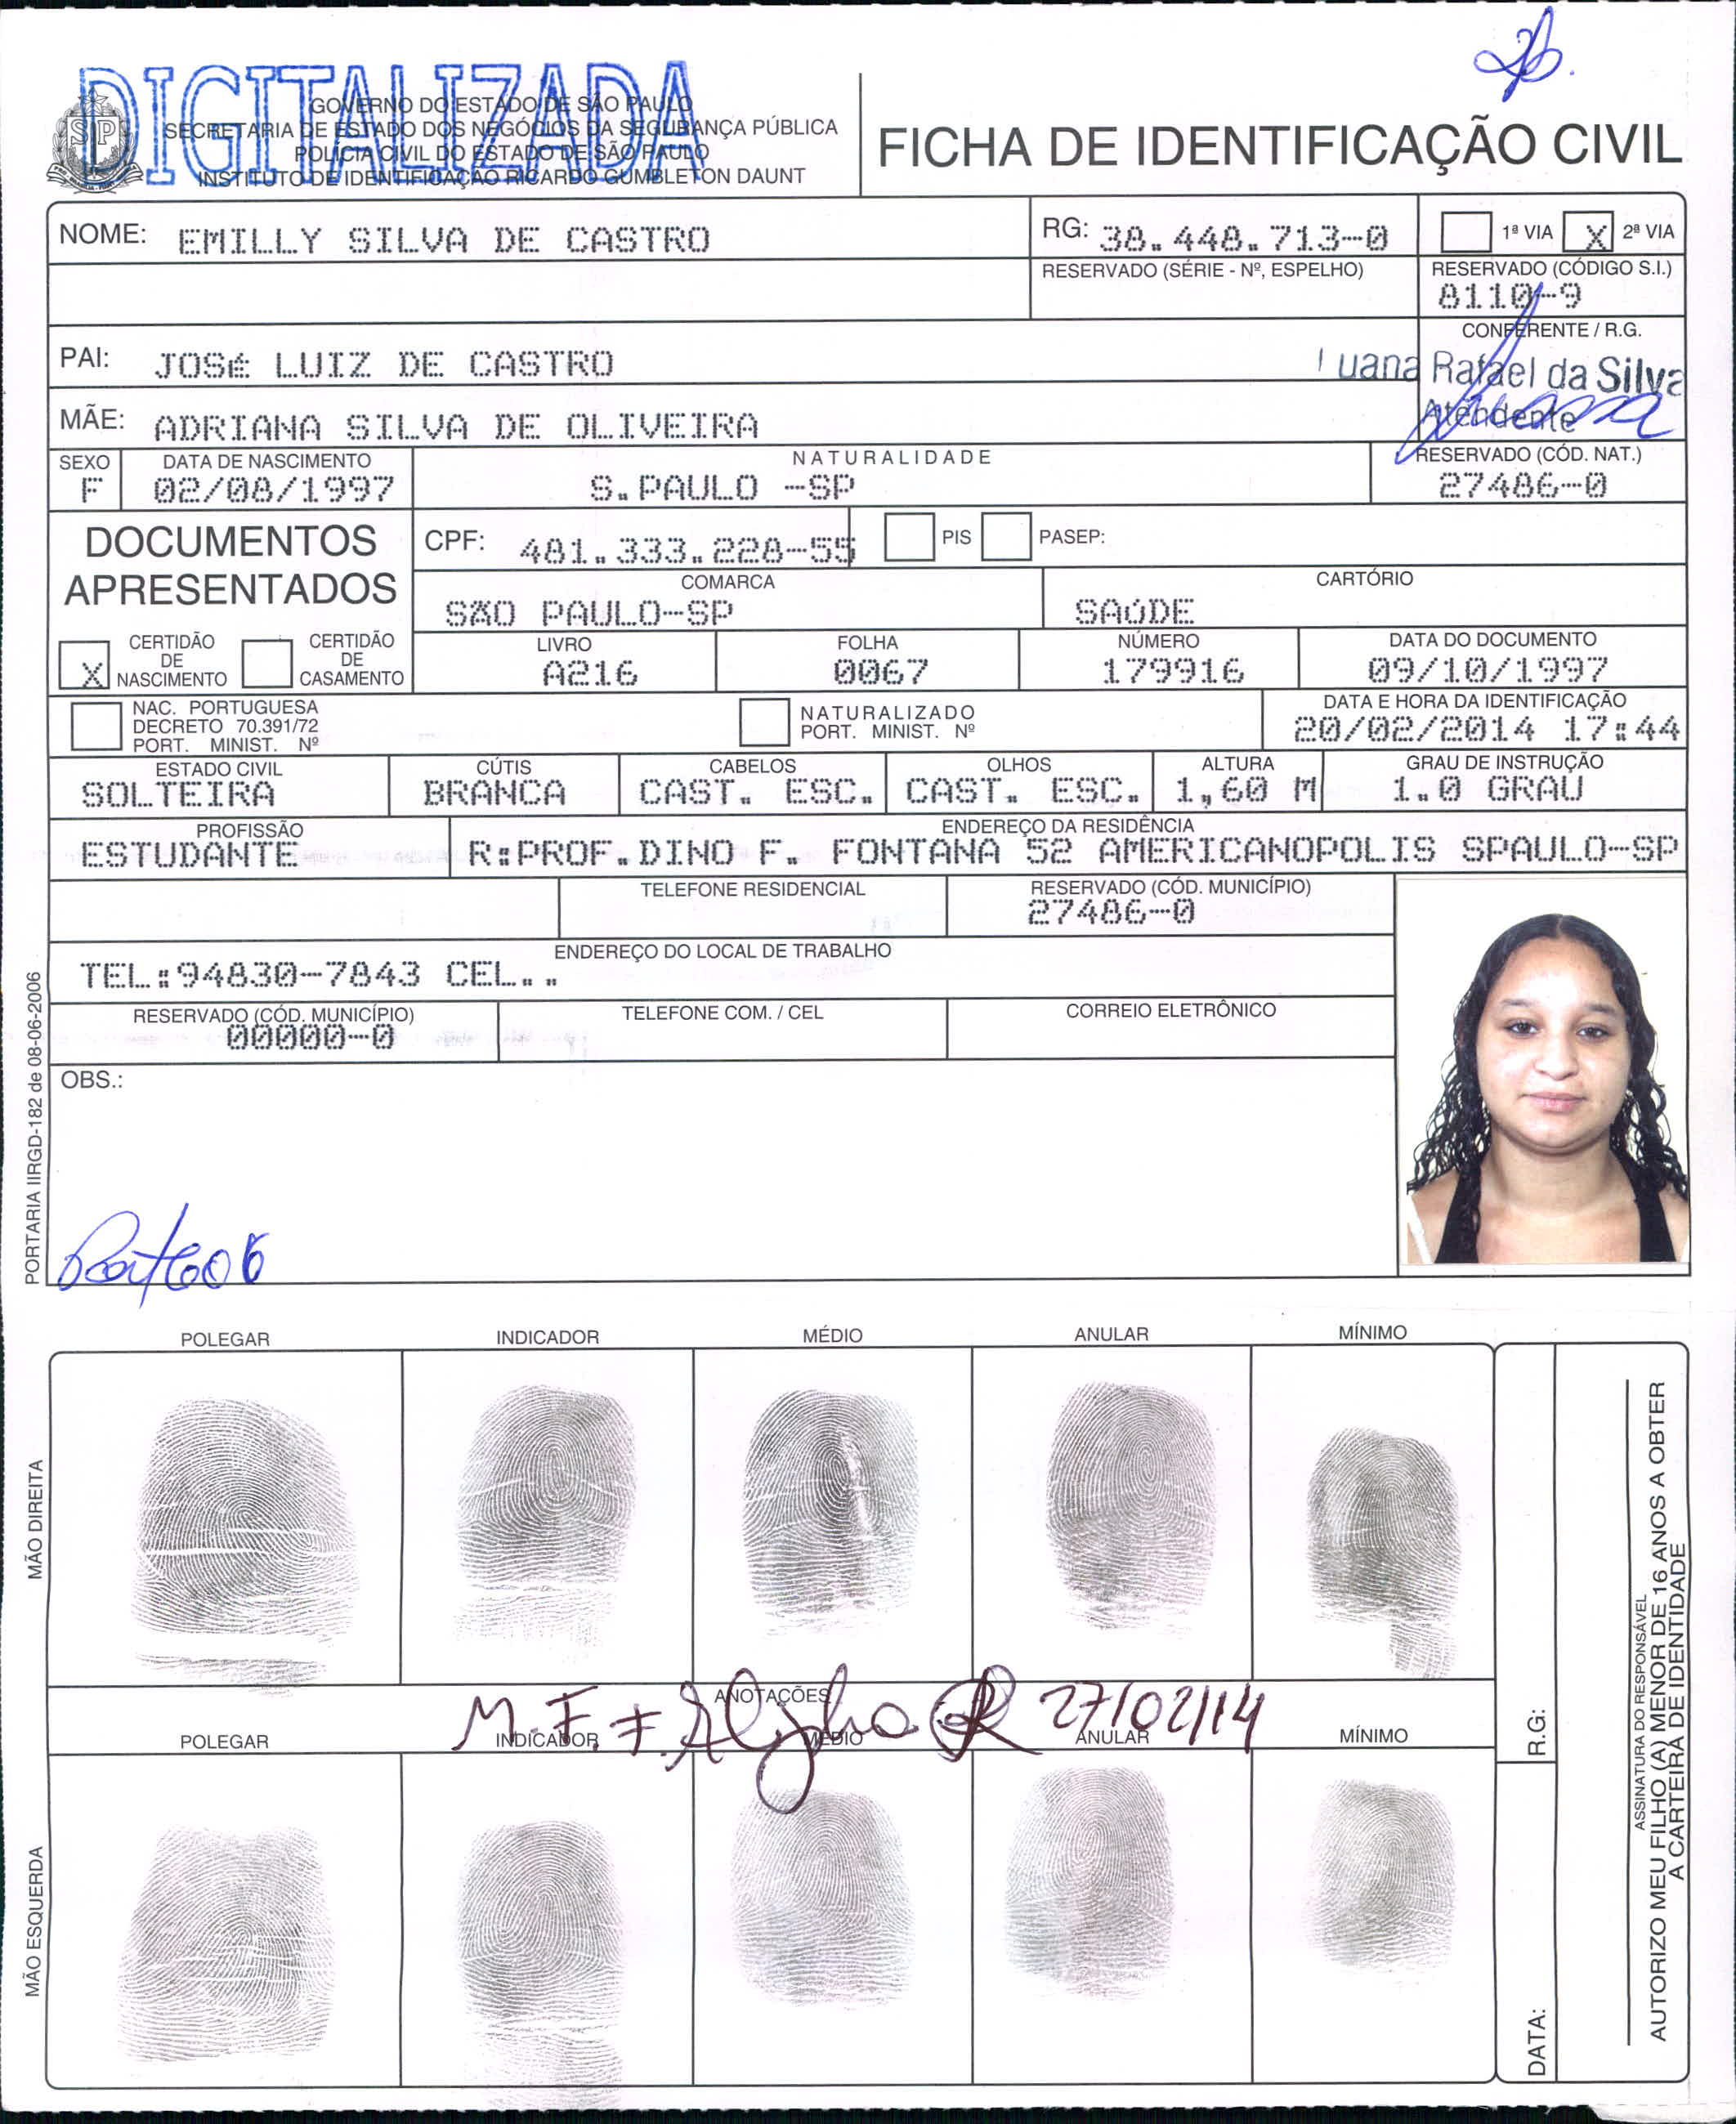 DIGITALIZADA
GOVERNO DO ESTADO DE SÃO PAULO
SECRETARIA DE ESTADO DOS NEGÓCIOS DA SEGURANÇA PÚBLICA
POLÍCIA CIVIL DO ESTADO DE SÃO PAULO
INSTITUTO DE IDENTIFICAÇÃO RICARDO GUMBLETON DAUNT
SP
FICHA DE IDENTIFICAÇÃO CIVIL
NOME: EMILLY SILVA DE CASTRO
RG: 38.448.713-0
1ª VIA X 2ª VIA
RESERVADO (SÉRIE - Nº, ESPELHO)
RESERVADO (CÓDIGO S.I.)
8110-9
PAI: JOSé LUIZ DE CASTRO
CONFERENTE / R.G.
Luana Rafael da Silva
Atendente
MÃE: ADRIANA SILVA DE OLIVEIRA
SEXO
F
DATA DE NASCIMENTO
02/08/1997
NATURALIDADE
S.PAULO -SP
RESERVADO (CÓD. NAT.)
27486-0
DOCUMENTOS
APRESENTADOS
CPF: 481.333.228-55
PIS PASEP:
COMARCA
SÃO PAULO-SP
CARTÓRIO
SAúDE
X CERTIDÃO
DE
NASCIMENTO
CERTIDÃO
DE
CASAMENTO
LIVRO
A216
FOLHA
0067
NÚMERO
179916
DATA DO DOCUMENTO
09/10/1997
NAC. PORTUGUESA
DECRETO 70.391/72
PORT. MINIST. Nº
NATURALIZADO
PORT. MINIST. Nº
DATA E HORA DA IDENTIFICAÇÃO
20/02/2014 17:44
ESTADO CIVIL
SOLTEIRA
CÚTIS
BRANCA
CABELOS
CAST. ESC.
OLHOS
CAST. ESC.
ALTURA
1,60 M
GRAU DE INSTRUÇÃO
1.0 GRAU
PROFISSÃO
ESTUDANTE
ENDEREÇO DA RESIDÊNCIA
R:PROF.DINO F. FONTANA 52 AMERICANOPOLIS SPAULO-SP
TELEFONE RESIDENCIAL
RESERVADO (CÓD. MUNICÍPIO)
27486-0
ENDEREÇO DO LOCAL DE TRABALHO
TEL:94830-7843 CEL..
RESERVADO (CÓD. MUNICÍPIO)
00000-0
TELEFONE COM. / CEL
CORREIO ELETRÔNICO
OBS.:
PORTARIA IIRGD-182 de 08-06-2006
POLEGAR INDICADOR MÉDIO ANULAR MÍNIMO
MÃO DIREITA
ANOTAÇÕES
27/02/14
POLEGAR INDICADOR MÉDIO ANULAR MÍNIMO
MÃO ESQUERDA
R.G:
DATA:
ASSINATURA DO RESPONSÁVEL
AUTORIZO MEU FILHO (A) MENOR DE 16 ANOS A OBTER
A CARTEIRA DE IDENTIDADE